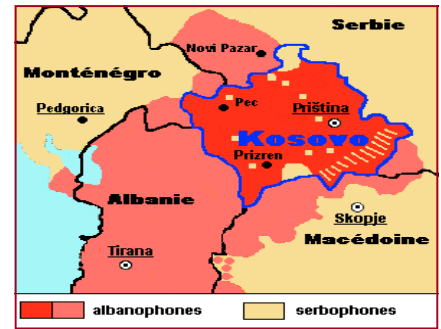 Serbie
Novi Pazar
Monténégro
Pedgorica
Pec
Priština
Kosovo
Prizren
Albanie
Skopje
Macédoine
Tirana
albanophones
serbophones